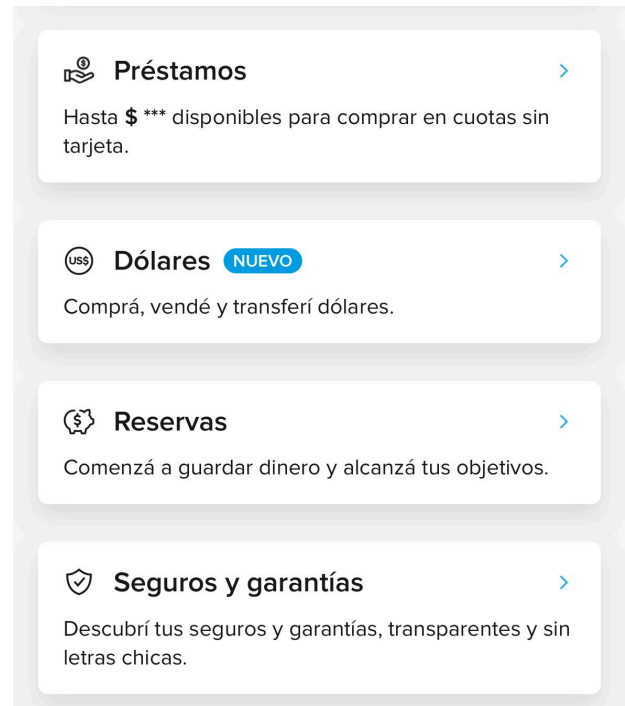 Préstamos
Hasta $ *** disponibles para comprar en cuotas sin
tarjeta.
US$ Dólares NUEVO
Comprá, vendé y transferí dólares.
Reservas
Comenzá a guardar dinero y alcanzá tus objetivos.
Seguros y garantías
Descubrí tus seguros y garantías, transparentes y sin
letras chicas.